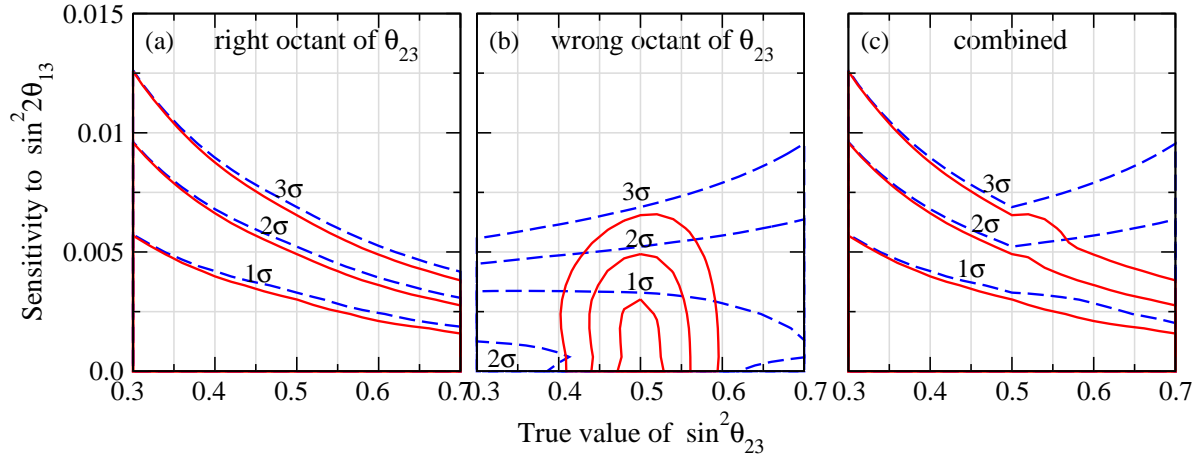 (a) right octant of θ23
(b) wrong octant of θ23
(c) combined
Sensitivity to sin²2θ13
0.015
0.01
0.005
0.0
3σ
2σ
1σ
3σ
2σ
1σ
2σ
3σ
2σ
1σ
0.3 0.4 0.5 0.6 0.7
0.4 0.5 0.6 0.7
0.3 0.4 0.5 0.6 0.7
True value of sin²θ23